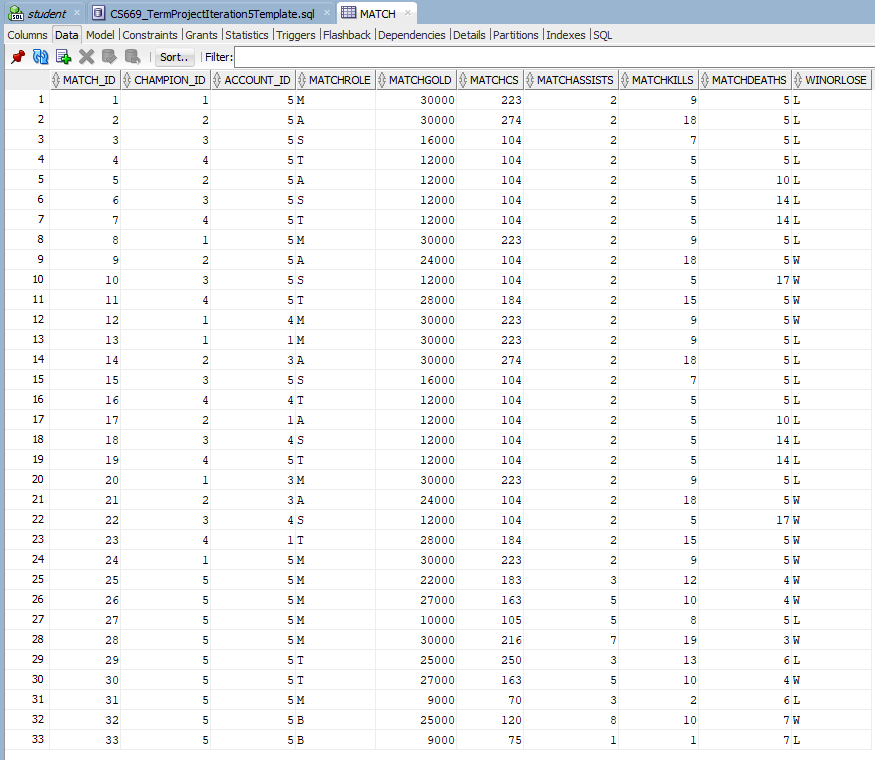 student CS669_TermProjectIteration5Template.sql MATCH
Columns Data Model Constraints Grants Statistics Triggers Flashback Dependencies Details Partitions Indexes SQL
Sort.. Filter:
MATCH_ID CHAMPION_ID ACCOUNT_ID MATCHROLE MATCHGOLD MATCHCS MATCHASSISTS MATCHKILLS MATCHDEATHS WINORLOSE
1 1 1 5 M 30000 223 2 9 5 L
2 2 2 5 A 30000 274 2 18 5 L
3 3 3 5 S 16000 104 2 7 5 L
4 4 4 5 T 12000 104 2 5 5 L
5 5 2 5 A 12000 104 2 5 10 L
6 6 3 5 S 12000 104 2 5 14 L
7 7 4 5 T 12000 104 2 5 14 L
8 8 1 5 M 30000 223 2 9 5 L
9 9 2 5 A 24000 104 2 18 5 W
10 10 3 5 S 12000 104 2 5 17 W
11 11 4 5 T 28000 184 2 15 5 W
12 12 1 4 M 30000 223 2 9 5 W
13 13 1 1 M 30000 223 2 9 5 L
14 14 2 3 A 30000 274 2 18 5 L
15 15 3 5 S 16000 104 2 7 5 L
16 16 4 4 T 12000 104 2 5 5 L
17 17 2 1 A 12000 104 2 5 10 L
18 18 3 4 S 12000 104 2 5 14 L
19 19 4 5 T 12000 104 2 5 14 L
20 20 1 3 M 30000 223 2 9 5 L
21 21 2 3 A 24000 104 2 18 5 W
22 22 3 4 S 12000 104 2 5 17 W
23 23 4 1 T 28000 184 2 15 5 W
24 24 1 5 M 30000 223 2 9 5 W
25 25 5 5 M 22000 183 3 12 4 W
26 26 5 5 M 27000 163 5 10 4 W
27 27 5 5 M 10000 105 5 8 5 L
28 28 5 5 M 30000 216 7 19 3 W
29 29 5 5 T 25000 250 3 13 6 L
30 30 5 5 T 27000 163 5 10 4 W
31 31 5 5 M 9000 70 3 2 6 L
32 32 5 5 B 25000 120 8 10 7 W
33 33 5 5 B 9000 75 1 1 7 L